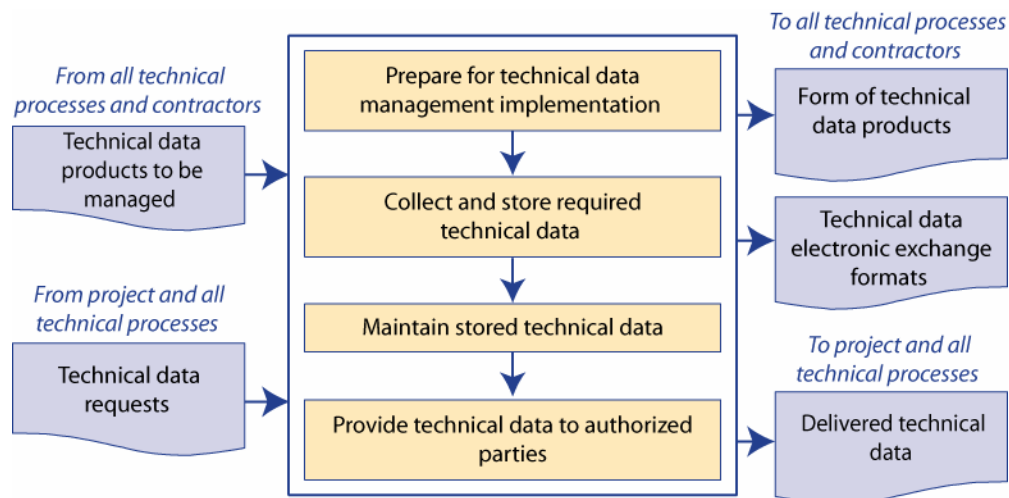 From all technical
processes and contractors
Technical data
products to be
managed
From project and all
technical processes
Technical data
requests
Prepare for technical data
management implementation
Collect and store required
technical data
Maintain stored technical data
Provide technical data to authorized
parties
To all technical processes
and contractors
Form of technical
data products
Technical data
electronic exchange
formats
To project and all
technical processes
Delivered technical
data